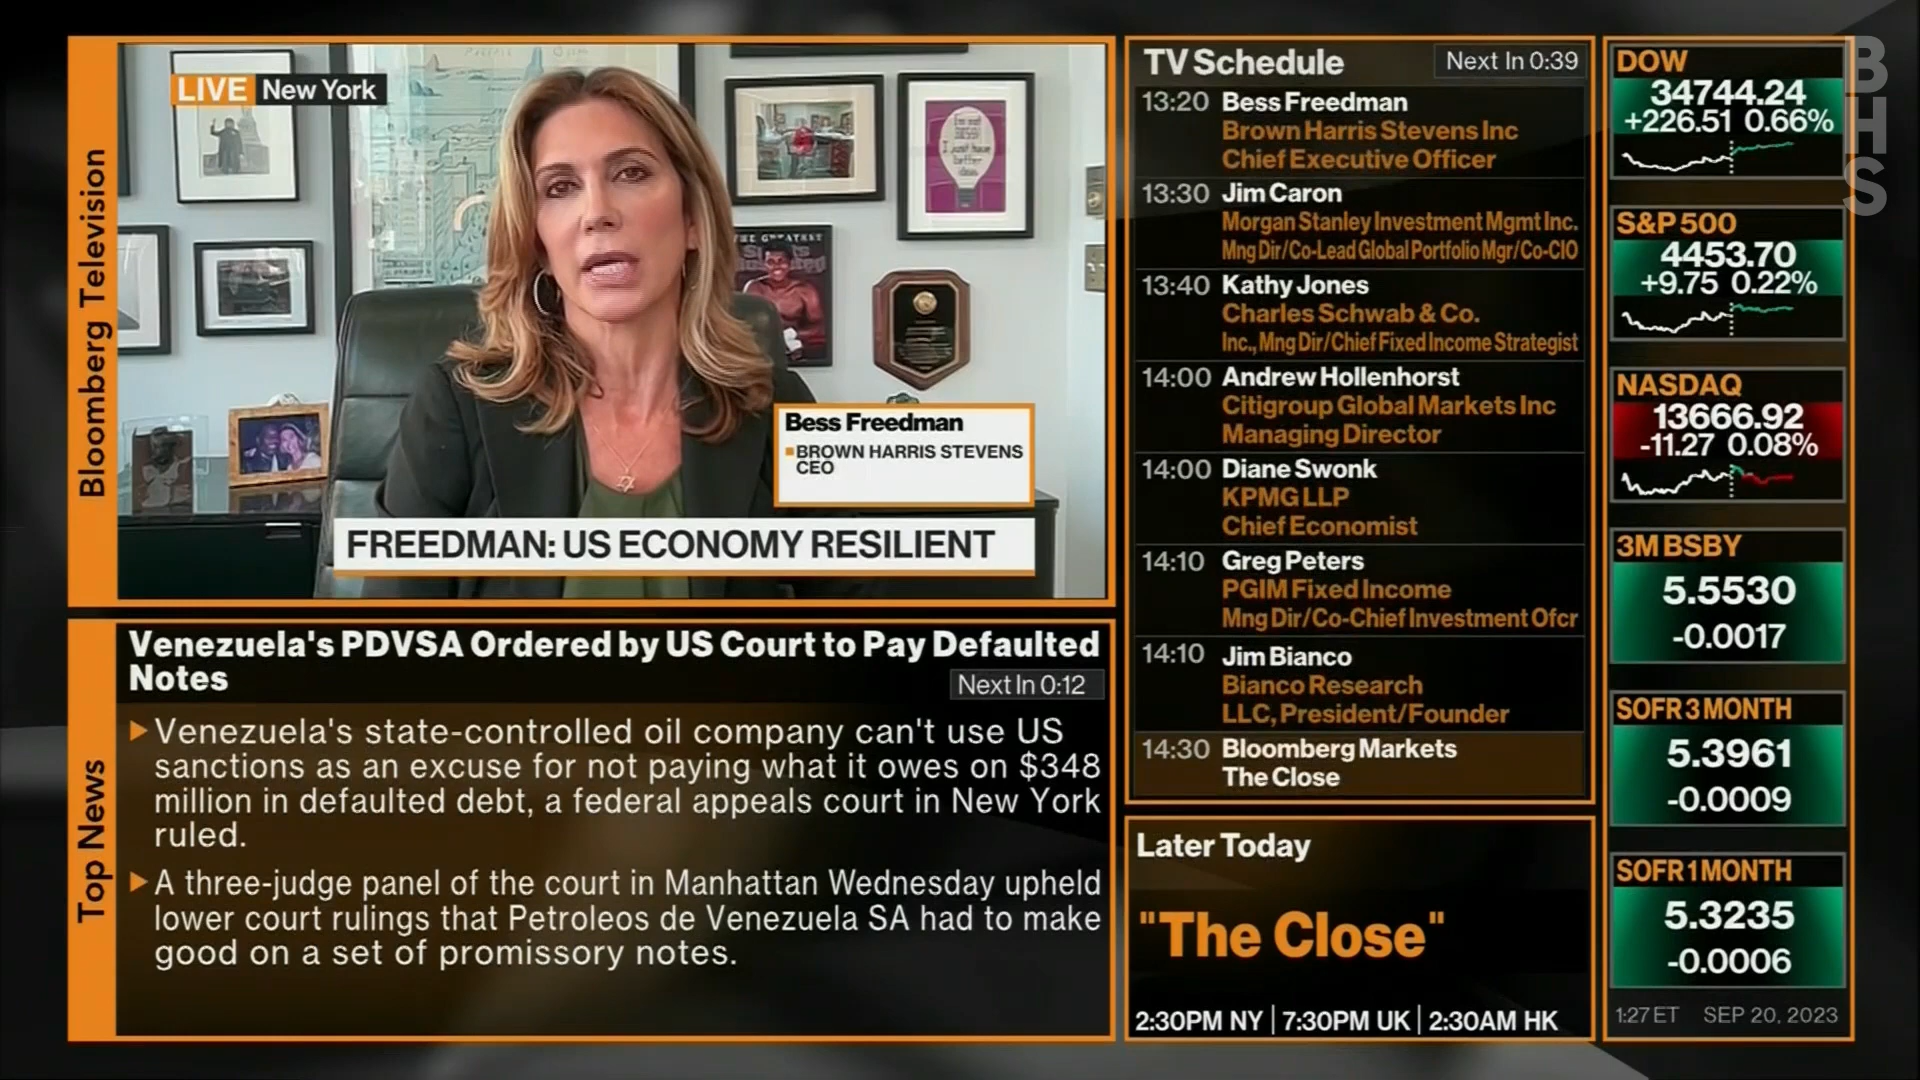 Bloomberg Television
LIVE New York
THE GREATEST
Bess Freedman
BROWN HARRIS STEVENS
CEO
FREEDMAN: US ECONOMY RESILIENT
Top News
Venezuela's PDVSA Ordered by US Court to Pay Defaulted
Notes
Next In 0:12
Venezuela's state-controlled oil company can't use US
sanctions as an excuse for not paying what it owes on $348
million in defaulted debt, a federal appeals court in New York
ruled.
A three-judge panel of the court in Manhattan Wednesday upheld
lower court rulings that Petroleos de Venezuela SA had to make
good on a set of promissory notes.
TV Schedule
Next In 0:39
13:20 Bess Freedman
Brown Harris Stevens Inc
Chief Executive Officer
13:30 Jim Caron
Morgan Stanley Investment Mgmt Inc.
Mng Dir/Co-Lead Global Portfolio Mgr/Co-CIO
13:40 Kathy Jones
Charles Schwab & Co.
Inc., Mng Dir/Chief Fixed Income Strategist
14:00 Andrew Hollenhorst
Citigroup Global Markets Inc
Managing Director
14:00 Diane Swonk
KPMG LLP
Chief Economist
14:10 Greg Peters
PGIM Fixed Income
Mng Dir/Co-Chief Investment Ofcr
14:10 Jim Bianco
Bianco Research
LLC, President/Founder
14:30 Bloomberg Markets
The Close
Later Today
"The Close"
2:30PM NY | 7:30PM UK | 2:30AM HK
DOW
34744.24
+226.51 0.66%
S&P 500
4453.70
+9.75 0.22%
NASDAQ
13666.92
-11.27 0.08%
3M BSBY
5.5530
-0.0017
SOFR 3 MONTH
5.3961
-0.0009
SOFR 1 MONTH
5.3235
-0.0006
1:27 ET SEP 20, 2023
BHS